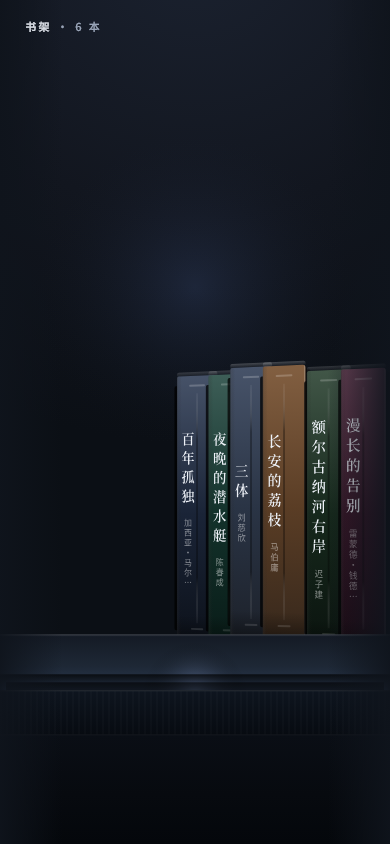 书架 · 6 本
百年孤独
加西亚·马尔…
夜晚的潜水艇
陈春成
三体
刘慈欣
长安的荔枝
马伯庸
额尔古纳河右岸
迟子建
漫长的告别
雷蒙德·钱德…